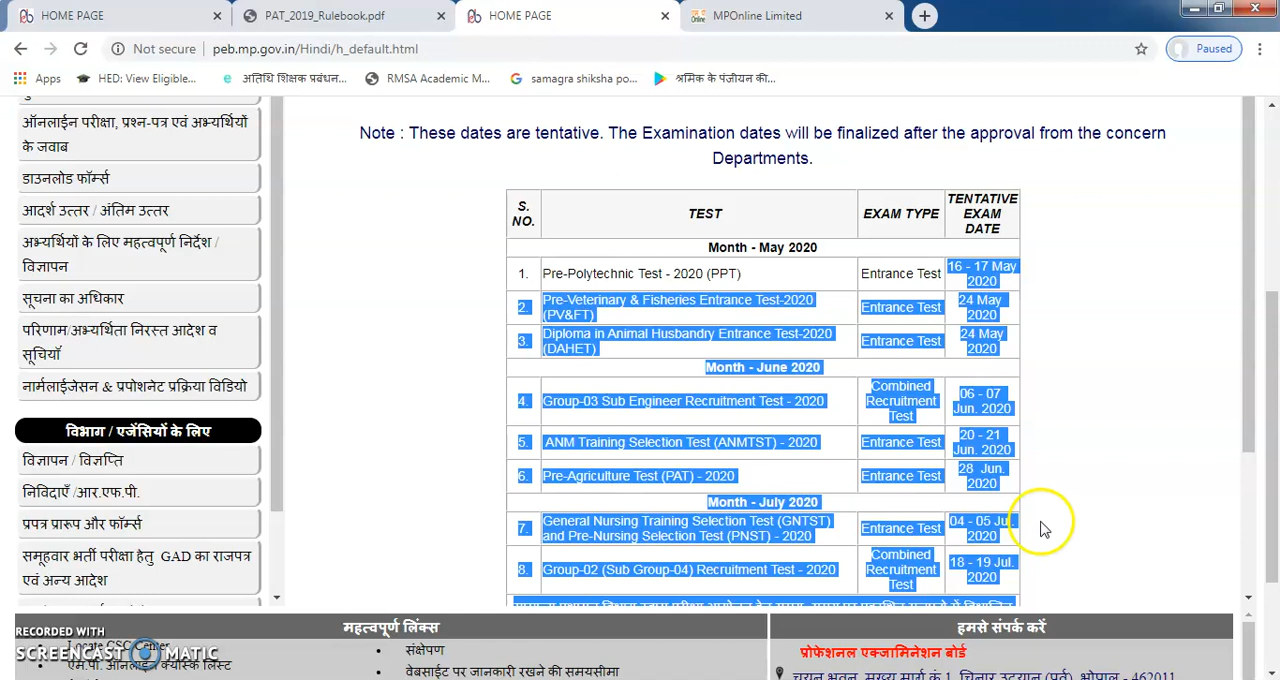 HOME PAGE
PAT_2019_Rulebook.pdf
HOME PAGE
MPOnline Limited
Not secure | peb.mp.gov.in/Hindi/h_default.html
Paused
Apps
HED: View Eligible...
अतिथि शिक्षक प्रबंधन...
RMSA Academic M...
samagra shiksha po...
श्रमिक के पंजीयन की...
ऑनलाईन परीक्षा, प्रश्न-पत्र एवं अभ्यर्थियों
के जवाब
डाउनलोड फॉर्म्स
आदर्श उत्तर / अंतिम उत्तर
अभ्यर्थियों के लिए महत्वपूर्ण निर्देश /
विज्ञापन
सूचना का अधिकार
परिणाम/अभ्यर्थिता निरस्त आदेश व
सूचियाँ
नार्मलाईजेसन & प्रपोशनेट प्रक्रिया विडियो
विभाग / एजेंसियों के लिए
विज्ञापन / विज्ञप्ति
निविदाएँ /आर.एफ.पी.
प्रपत्र प्रारूप और फॉर्म्स
समूहवार भर्ती परीक्षा हेतु GAD का राजपत्र
एवं अन्य आदेश
Note : These dates are tentative. The Examination dates will be finalized after the approval from the concern
Departments.
S. NO. TEST EXAM TYPE TENTATIVE EXAM DATE
Month - May 2020
1. Pre-Polytechnic Test - 2020 (PPT) Entrance Test 16 - 17 May 2020
2. Pre-Veterinary & Fisheries Entrance Test-2020 (PV&FT) Entrance Test 24 May 2020
3. Diploma in Animal Husbandry Entrance Test-2020 (DAHET) Entrance Test 24 May 2020
Month - June 2020
4. Group-03 Sub Engineer Recruitment Test - 2020 Combined Recruitment Test 06 - 07 Jun. 2020
5. ANM Training Selection Test (ANMTST) - 2020 Entrance Test 20 - 21 Jun. 2020
6. Pre-Agriculture Test (PAT) - 2020 Entrance Test 28 Jun. 2020
Month - July 2020
7. General Nursing Training Selection Test (GNTST) and Pre-Nursing Selection Test (PNST) - 2020 Entrance Test 04 - 05 Jul. 2020
8. Group-02 (Sub Group-04) Recruitment Test - 2020 Combined Recruitment Test 18 - 19 Jul. 2020
महत्वपूर्ण लिंक्स
हमसे संपर्क करें
Locate CSC Center
एम.पी. ऑनलाईन कियोस्क लिस्ट
संक्षेपण
वेबसाईट पर जानकारी रखने की समयसीमा
प्रोफेशनल एक्जामिनेशन बोर्ड
चयन भवन, मुख्य मार्ग क्रं.1, चिनार उद्यान (पूर्व), भोपाल - 462011
RECORDED WITH
SCREENCAST MATIC